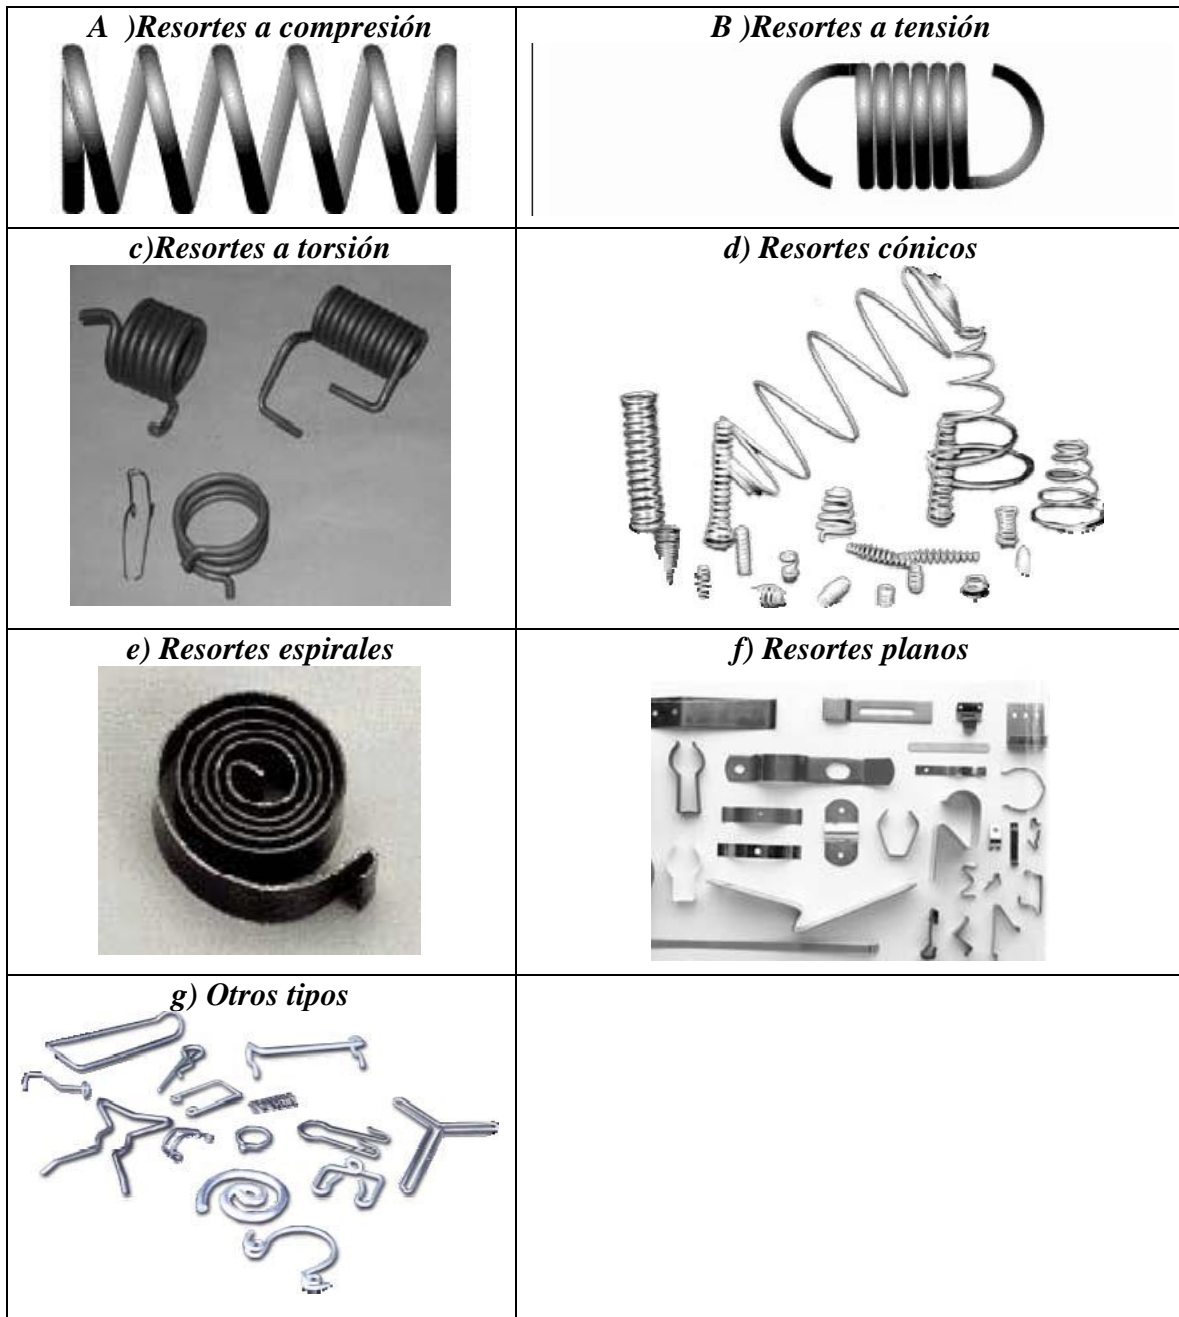 A )Resortes a compresión
B )Resortes a tensión
c)Resortes a torsión
d) Resortes cónicos
e) Resortes espirales
f) Resortes planos
g) Otros tipos